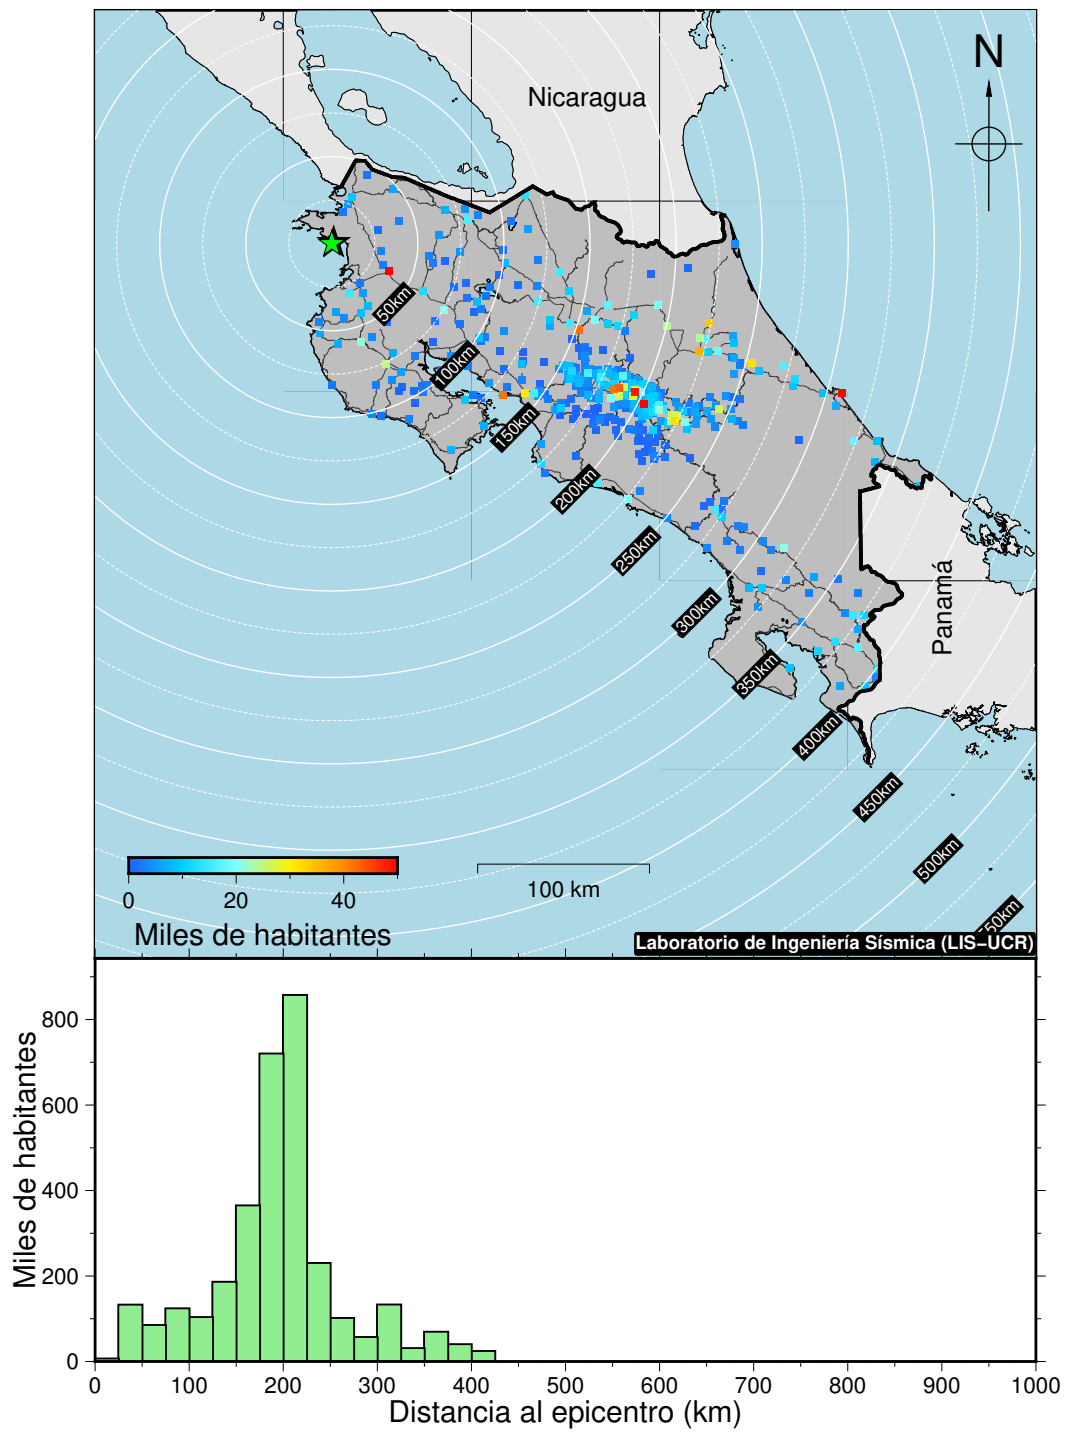 N
Nicaragua
50km
100km
150km
200km
250km
Panamá
300km
350km
400km
450km
500km
550km
0 20 40
Miles de habitantes
100 km
Laboratorio de Ingeniería Sísmica (LIS–UCR)
Miles de habitantes
800
600
400
200
0
0 100 200 300 400 500 600 700 800 900 1000
Distancia al epicentro (km)